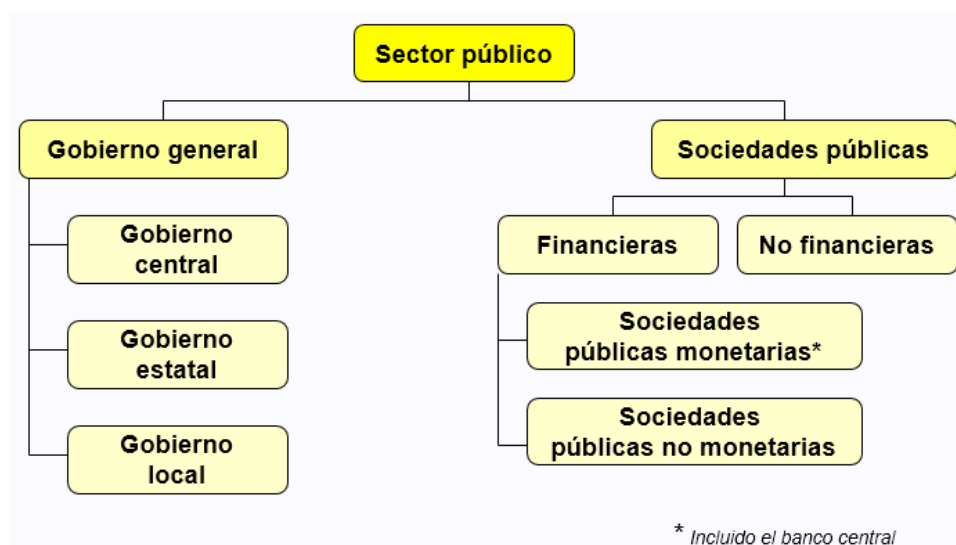 Sector público
Gobierno general
Sociedades públicas
Gobierno
central
Financieras
No financieras
Gobierno
estatal
Sociedades
públicas monetarias*
Gobierno
local
Sociedades
públicas no monetarias
* Incluido el banco central